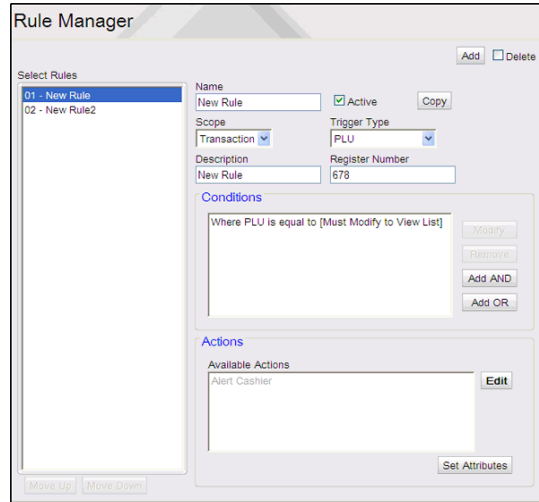 Rule Manager
Add Delete
Select Rules
01 - New Rule
02 - New Rule2
Name
New Rule Active Copy
Scope Trigger Type
Transaction PLU
Description Register Number
New Rule 678
Conditions
Where PLU is equal to [Must Modify to View List]
Modify
Remove
Add AND
Add OR
Actions
Available Actions
Alert Cashier
Edit
Set Attributes
Move Up Move Down